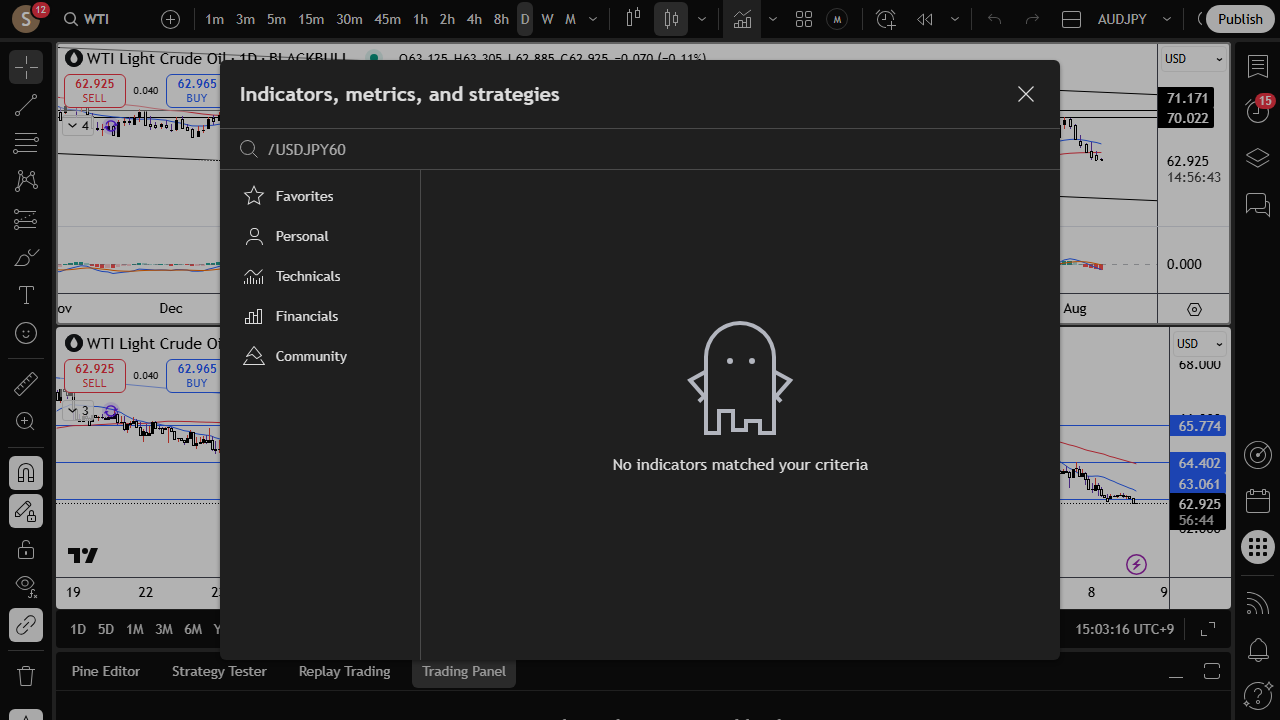 S 12 WTI 1m 3m 5m 15m 30m 45m 1h 2h 4h 8h D W M M AUDJPY Publish
WTI Light Crude Oil · 1D · BLACKBULL O63.125 H63.305 L62.885 C62.925 −0.070 (−0.11%)
USD
62.925
SELL
0.040
62.965
BUY
4
71.171
70.022
62.925
14:56:43
0.000
ov Dec Aug
Indicators, metrics, and strategies
/USDJPY60
Favorites
Personal
Technicals
Financials
Community
No indicators matched your criteria
WTI Light Crude Oi
USD
62.925
SELL
0.040
62.965
BUY
3
68.000
65.774
64.402
63.061
62.925
56:44
19 22 8 9
1D 5D 1M 3M 6M Y 15:03:16 UTC+9
Pine Editor Strategy Tester Replay Trading Trading Panel
15